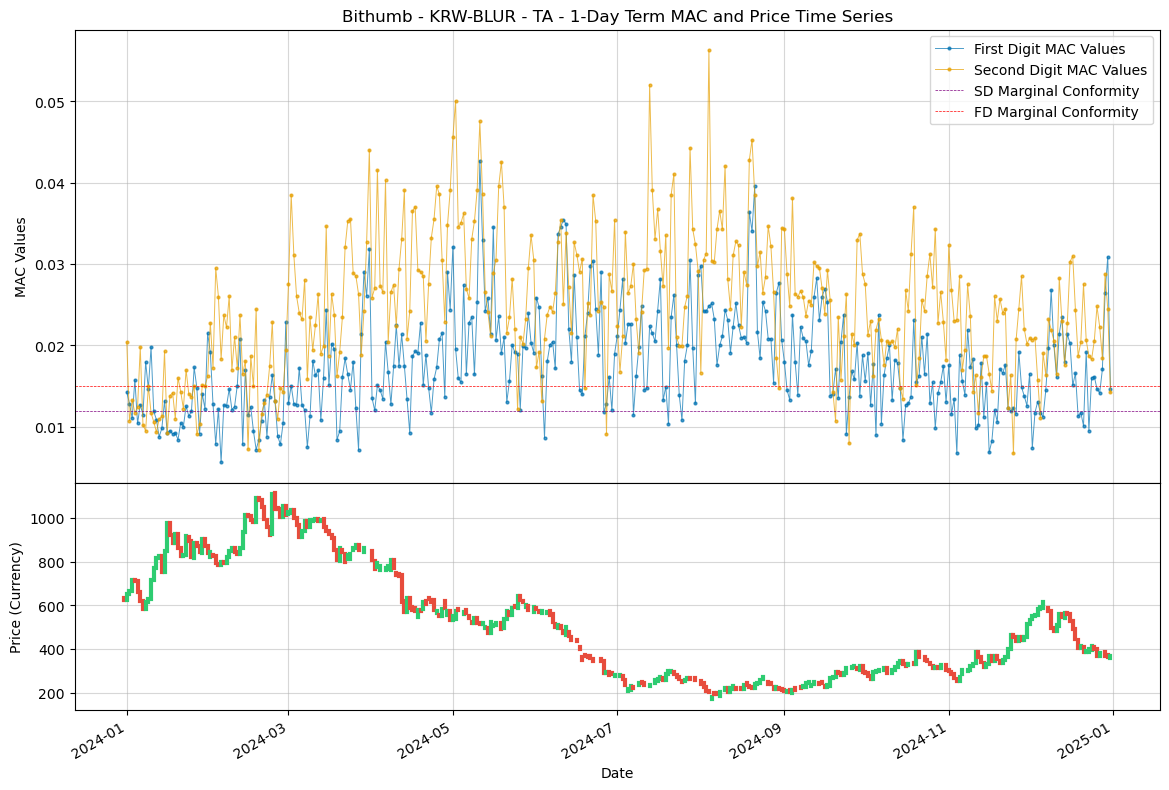 Bithumb - KRW-BLUR - TA - 1-Day Term MAC and Price Time Series
First Digit MAC Values
Second Digit MAC Values
SD Marginal Conformity
FD Marginal Conformity
MAC Values
0.05
0.04
0.03
0.02
0.01
Price (Currency)
1000
800
600
400
200
2024-01
2024-03
2024-05
2024-07
2024-09
2024-11
2025-01
Date